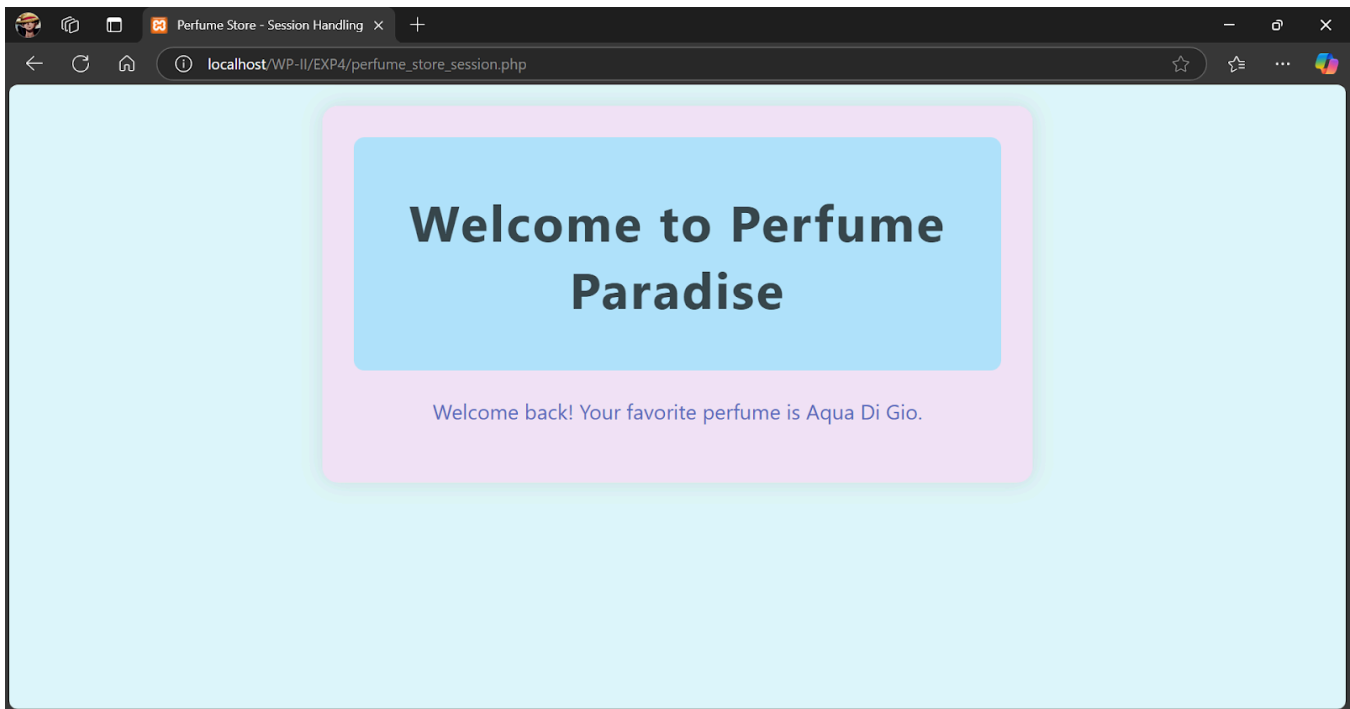 Perfume Store - Session Handling
localhost/WP-II/EXP4/perfume_store_session.php
Welcome to Perfume
Paradise
Welcome back! Your favorite perfume is Aqua Di Gio.